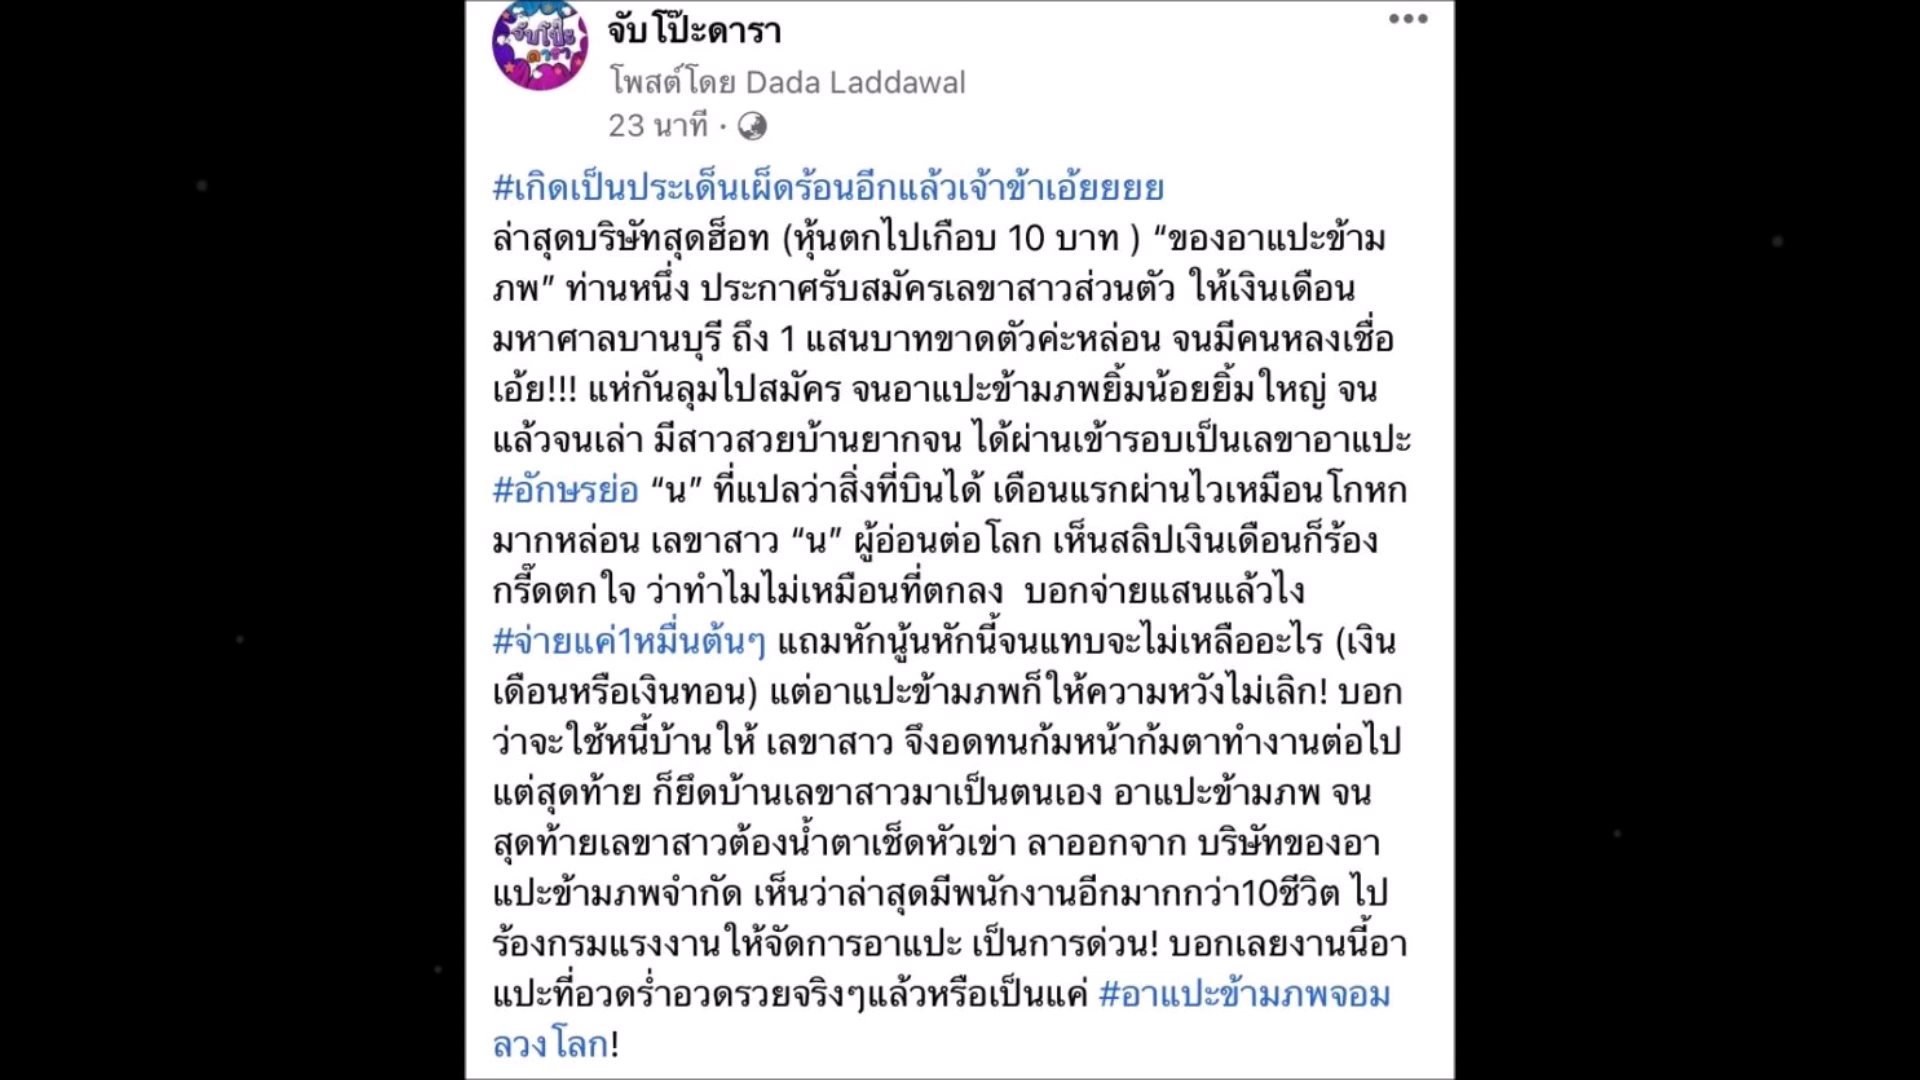 จับโป๊ะดารา
จับโป๊ะดารา
โพสต์โดย Dada Laddawal
23 นาที ·
#เกิดเป็นประเด็นเผ็ดร้อนอีกแล้วเจ้าข้าเอ้ยยยย
ล่าสุดบริษัทสุดฮ็อท (หุ้นตกไปเกือบ 10 บาท ) “ของอาแปะข้าม
ภพ” ท่านหนึ่ง ประกาศรับสมัครเลขาสาวส่วนตัว ให้เงินเดือน
มหาศาลบานบุรี ถึง 1 แสนบาทขาดตัวค่ะหล่อน จนมีคนหลงเชื่อ
เอ้ย!!! แห่กันลุมไปสมัคร จนอาแปะข้ามภพยิ้มน้อยยิ้มใหญ่ จน
แล้วจนเล่า มีสาวสวยบ้านยากจน ได้ผ่านเข้ารอบเป็นเลขาอาแปะ
#อักษรย่อ “น” ที่แปลว่าสิ่งที่บินได้ เดือนแรกผ่านไวเหมือนโกหก
มากหล่อน เลขาสาว “น” ผู้อ่อนต่อโลก เห็นสลิปเงินเดือนก็ร้อง
กรี๊ดตกใจ ว่าทำไมไม่เหมือนที่ตกลง บอกจ่ายแสนแล้วไง
#จ่ายแค่1หมื่นต้นๆ แถมหักนู้นหักนี้จนแทบจะไม่เหลืออะไร (เงิน
เดือนหรือเงินทอน) แต่อาแปะข้ามภพก็ให้ความหวังไม่เลิก! บอก
ว่าจะใช้หนี้บ้านให้ เลขาสาว จึงอดทนก้มหน้าก้มตาทำงานต่อไป
แต่สุดท้าย ก็ยึดบ้านเลขาสาวมาเป็นตนเอง อาแปะข้ามภพ จน
สุดท้ายเลขาสาวต้องน้ำตาเช็ดหัวเข่า ลาออกจาก บริษัทของอา
แปะข้ามภพจำกัด เห็นว่าล่าสุดมีพนักงานอีกมากกว่า10ชีวิต ไป
ร้องกรมแรงงานให้จัดการอาแปะ เป็นการด่วน! บอกเลยงานนี้อา
แปะที่อวดร่ำอวดรวยจริงๆแล้วหรือเป็นแค่ #อาแปะข้ามภพจอม
ลวงโลก!